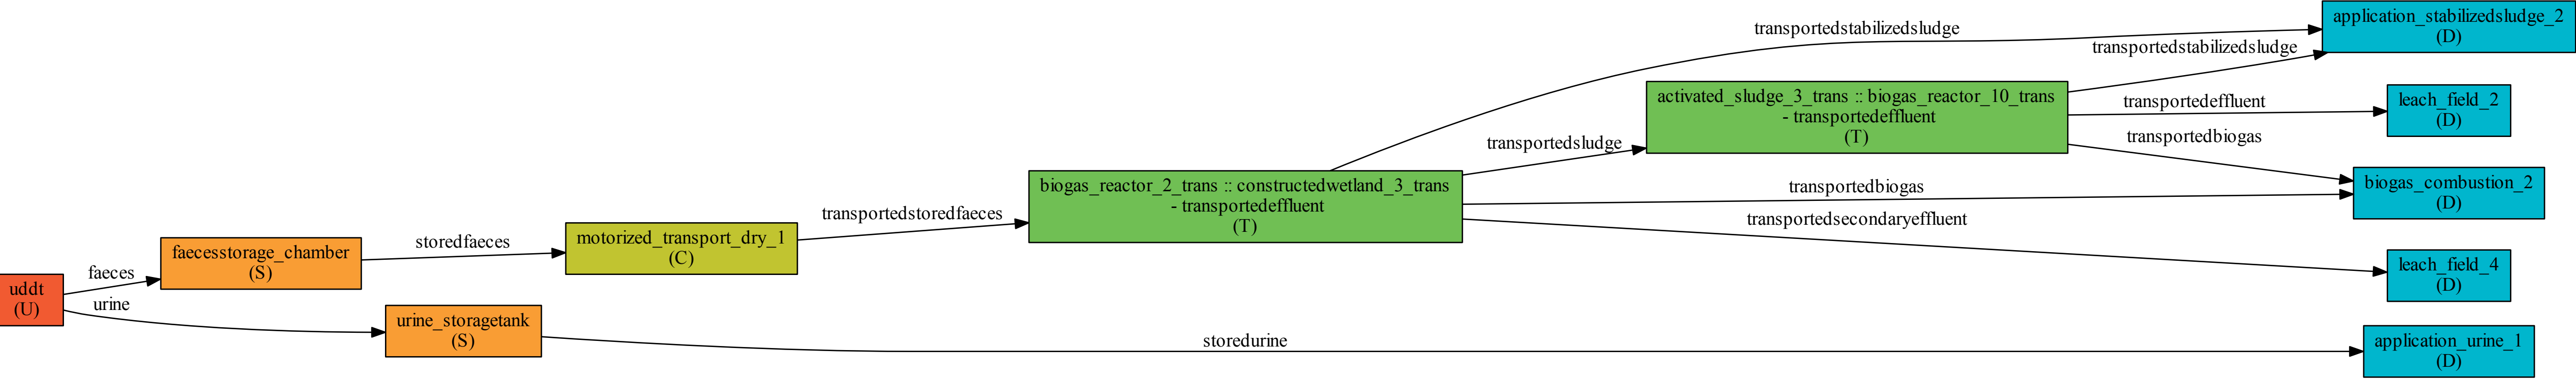 uddt
(U)
faeces
urine
faecesstorage_chamber
(S)
urine_storagetank
(S)
storedfaeces
motorized_transport_dry_1
(C)
transportedstoredfaeces
biogas_reactor_2_trans :: constructedwetland_3_trans
- transportedeffluent
(T)
transportedstabilizedsludge
transportedsludge
transportedbiogas
transportedsecondaryeffluent
storedurine
activated_sludge_3_trans :: biogas_reactor_10_trans
- transportedeffluent
(T)
transportedstabilizedsludge
transportedeffluent
transportedbiogas
application_stabilizedsludge_2
(D)
leach_field_2
(D)
biogas_combustion_2
(D)
leach_field_4
(D)
application_urine_1
(D)